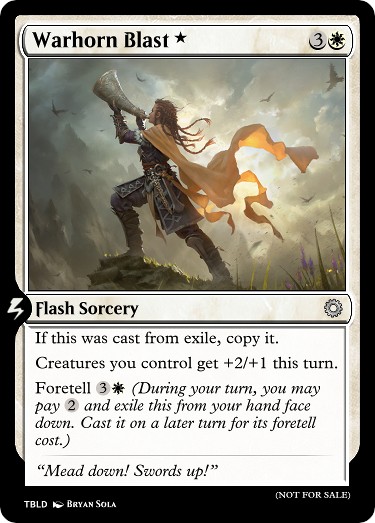 Warhorn Blast ★ 3
Flash Sorcery
If this was cast from exile, copy it.
Creatures you control get +2/+1 this turn.
Foretell 3 (During your turn, you may
pay 2 and exile this from your hand face
down. Cast it on a later turn for its foretell
cost.)
“Mead down! Swords up!”
TBLD Bryan Sola
(NOT FOR SALE)